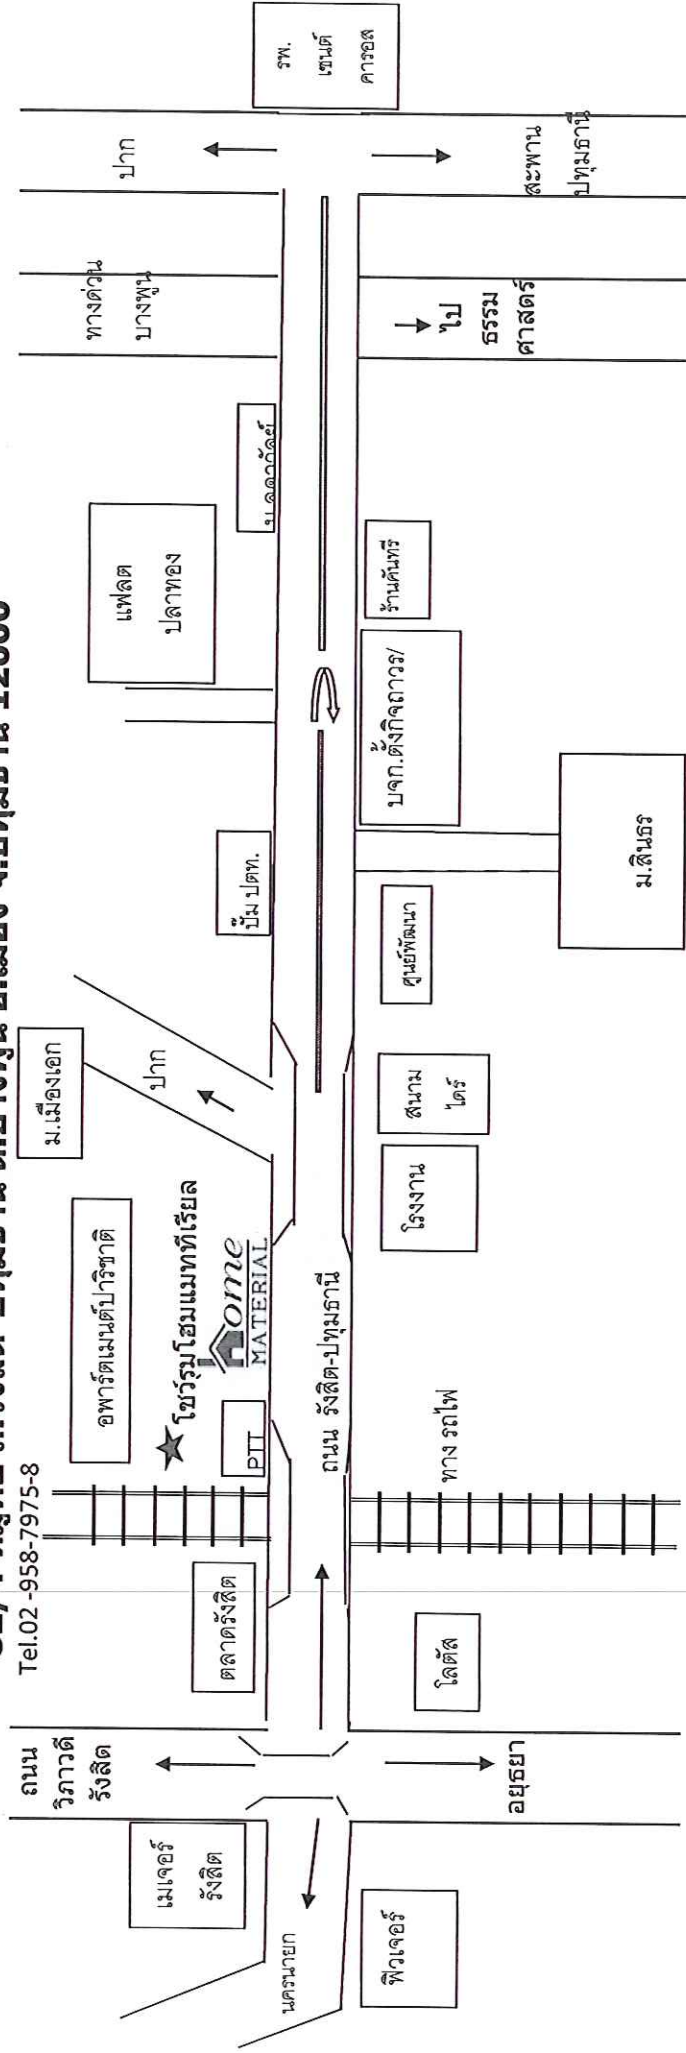 Tel.02 -958-7975-8
ถนน
วิภาวดี
รังสิต
เมเจอร์
รังสิต
นครนายก
ฟิวเจอร์
อยุธยา
ตลาดรังสิต
โลตัส
ทาง รถไฟ
PTT
โชว์รูมโฮมแมททีเรียล
Home
MATERIAL
อพาร์ตเมนต์ปาริชาติ
ถนน รังสิต-ปทุมธานี
ม.เมืองเอก
ปาก
โรงงาน
สนาม
ไดร์
ศูนย์พัฒนา
ปั๊ม ปตท.
ม.สินธร
บจก.ตั้งกิจถาวร/
ร้านคันทรี
แฟลต
ปลาทอง
ม.ลดาวัลย์
ทางด่วน
บางพูน
ไป
ธรรม
ศาสตร์
ปาก
สะพาน
ปทุมธานี
รพ.
เซนต์
คารอส